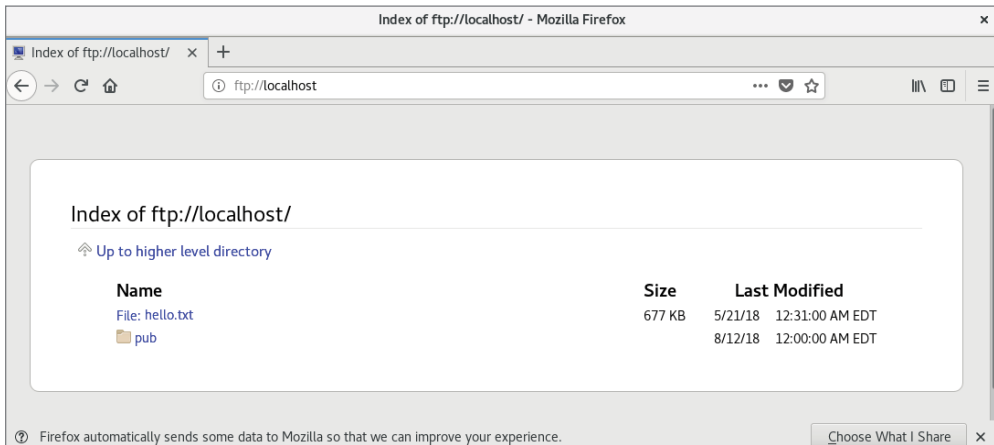 Index of ftp://localhost/ - Mozilla Firefox
Index of ftp://localhost/
ftp://localhost
Index of ftp://localhost/
Up to higher level directory
Name Size Last Modified
File: hello.txt 677 KB 5/21/18 12:31:00 AM EDT
pub 8/12/18 12:00:00 AM EDT
Firefox automatically sends some data to Mozilla so that we can improve your experience. Choose What I Share